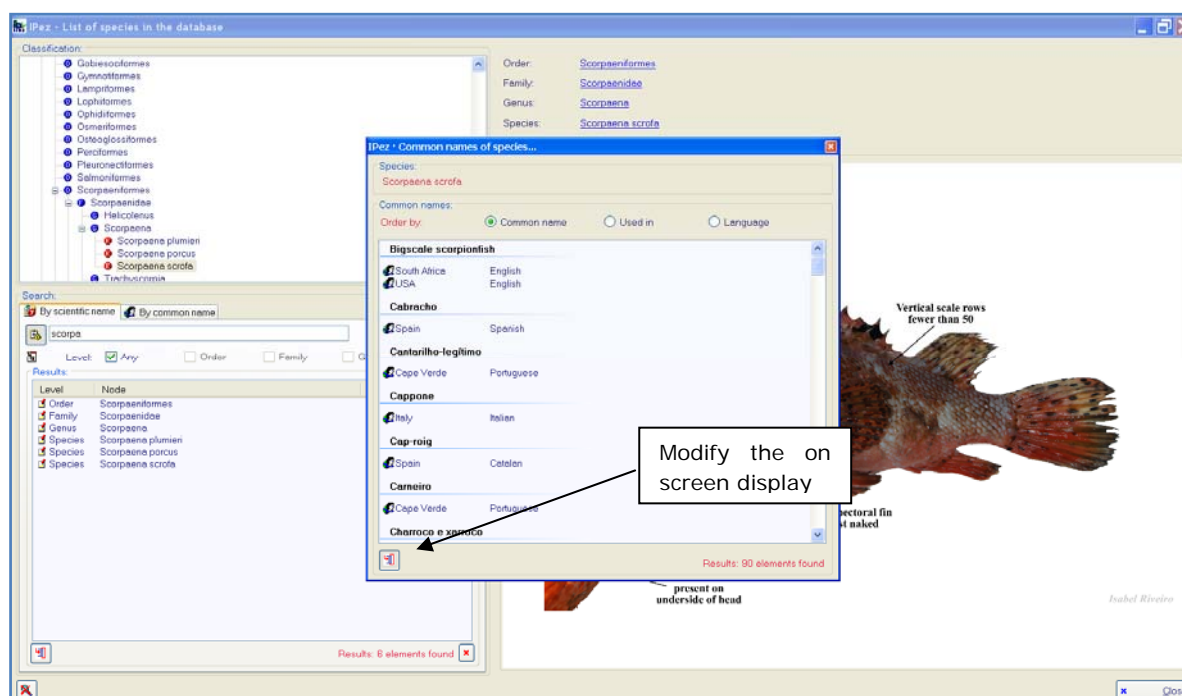 IPez - List of species in the database
Classification:
Gobiesociformes
Gymnotiformes
Lampriformes
Lophiiformes
Ophidiiformes
Osmeriformes
Osteoglossiformes
Perciformes
Pleuronectiformes
Salmoniformes
Scorpaeniformes
Scorpaenidae
Helicolenus
Scorpaena
Scorpaena plumieri
Scorpaena porcus
Scorpaena scrofa
Trachyscorpia
Order: Scorpaeniformes
Family: Scorpaenidae
Genus: Scorpaena
Species: Scorpaena scrofa
Search:
By scientific name By common name
scorpa
Level: Any Order Family G
Results:
Level Node
Order Scorpaeniformes
Family Scorpaenidae
Genus Scorpaena
Species Scorpaena plumieri
Species Scorpaena porcus
Species Scorpaena scrofa
Results: 6 elements found
IPez · Common names of species...
Species:
Scorpaena scrofa
Common names:
Order by: Common name Used in Language
Bigscale scorpionfish
South Africa English
USA English
Cabracho
Spain Spanish
Cantarilho-legítimo
Cape Verde Portuguese
Cappone
Italy Italian
Cap-roig
Spain Catalan
Carneiro
Cape Verde Portuguese
Charroco e xarroco
Results: 90 elements found
Modify the on
screen display
Vertical scale rows
fewer than 50
ectoral fin
st naked
present on
underside of head
Isabel Riveiro
Clos